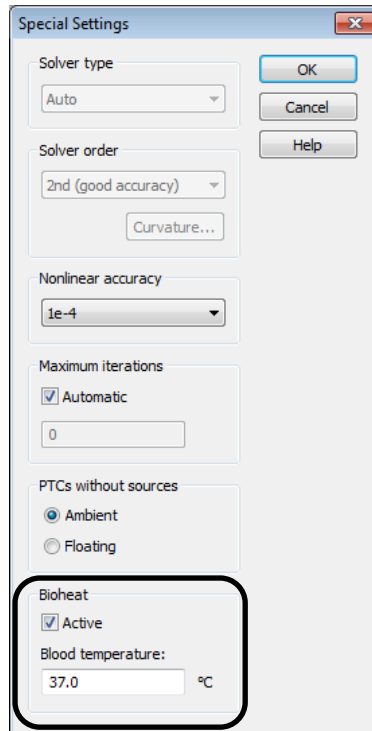 Special Settings
Solver type
Auto
OK
Cancel
Help
Solver order
2nd (good accuracy)
Curvature...
Nonlinear accuracy
1e-4
Maximum iterations
Automatic
0
PTCs without sources
Ambient
Floating
Bioheat
Active
Blood temperature:
37.0 °C